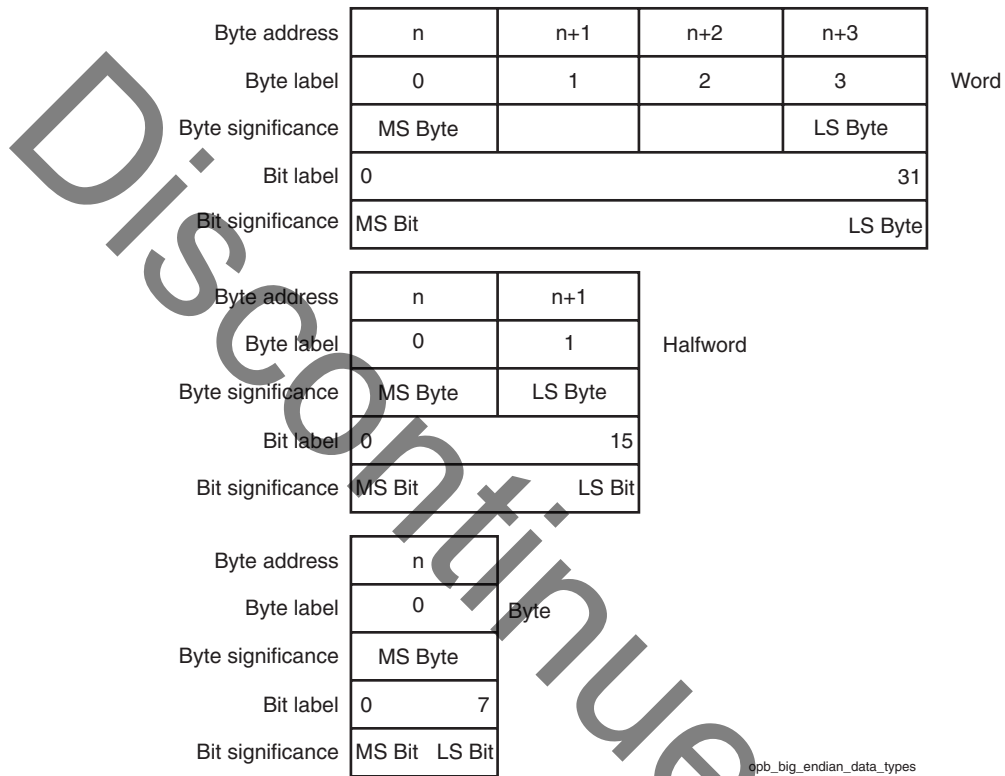 Byte address n n+1 n+2 n+3
Byte label 0 1 2 3 Word
Byte significance MS Byte LS Byte
Bit label 0 31
Bit significance MS Bit LS Byte
Byte address n n+1
Byte label 0 1 Halfword
Byte significance MS Byte LS Byte
Bit label 0 15
Bit significance MS Bit LS Bit
Byte address n
Byte label 0 Byte
Byte significance MS Byte
Bit label 0 7
Bit significance MS Bit LS Bit
opb_big_endian_data_types
Discontinue